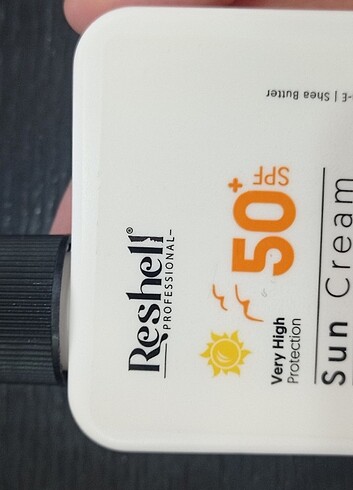 Reshell®
PROFESSIONAL
50+
SPF
Very High
Protection
Sun Cream
-E | Shea Butter